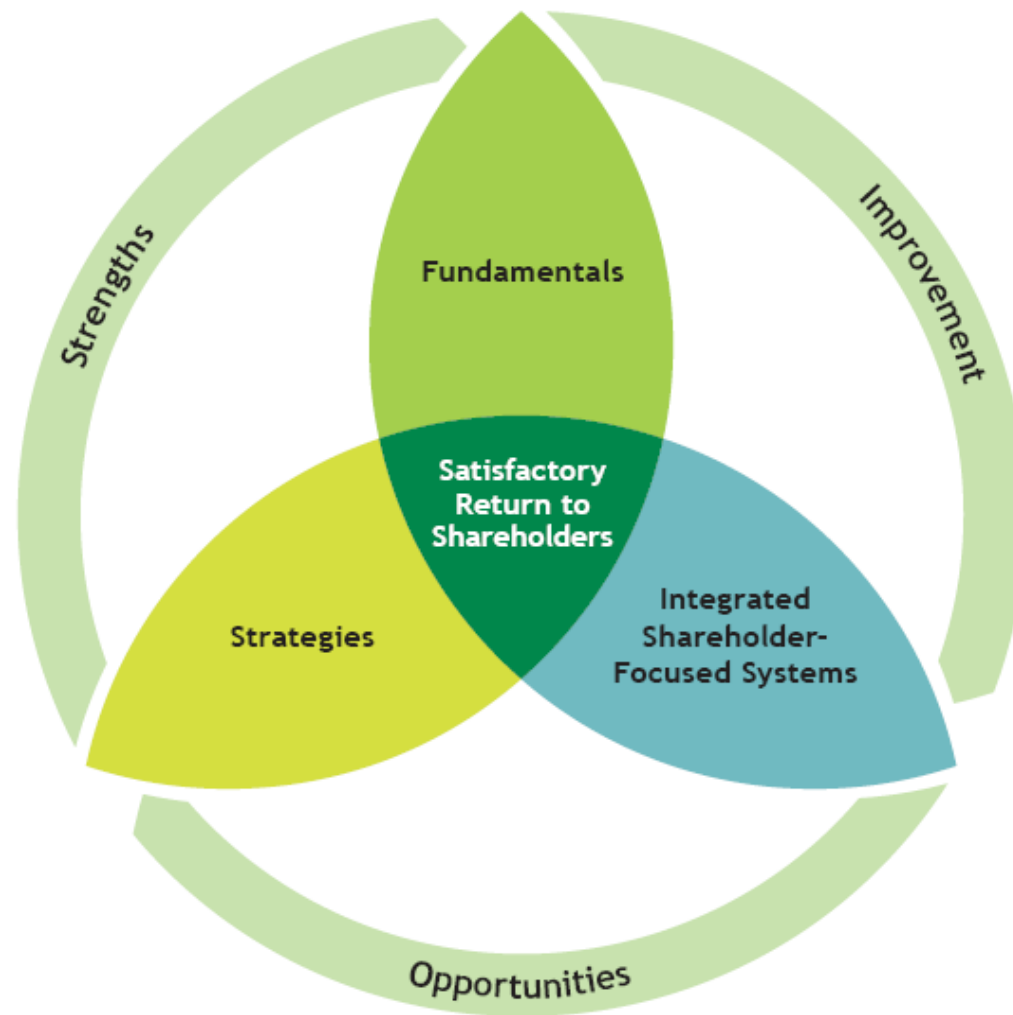 Strengths
Improvement
Fundamentals
Satisfactory
Return to
Shareholders
Strategies
Integrated
Shareholder-
Focused Systems
Opportunities